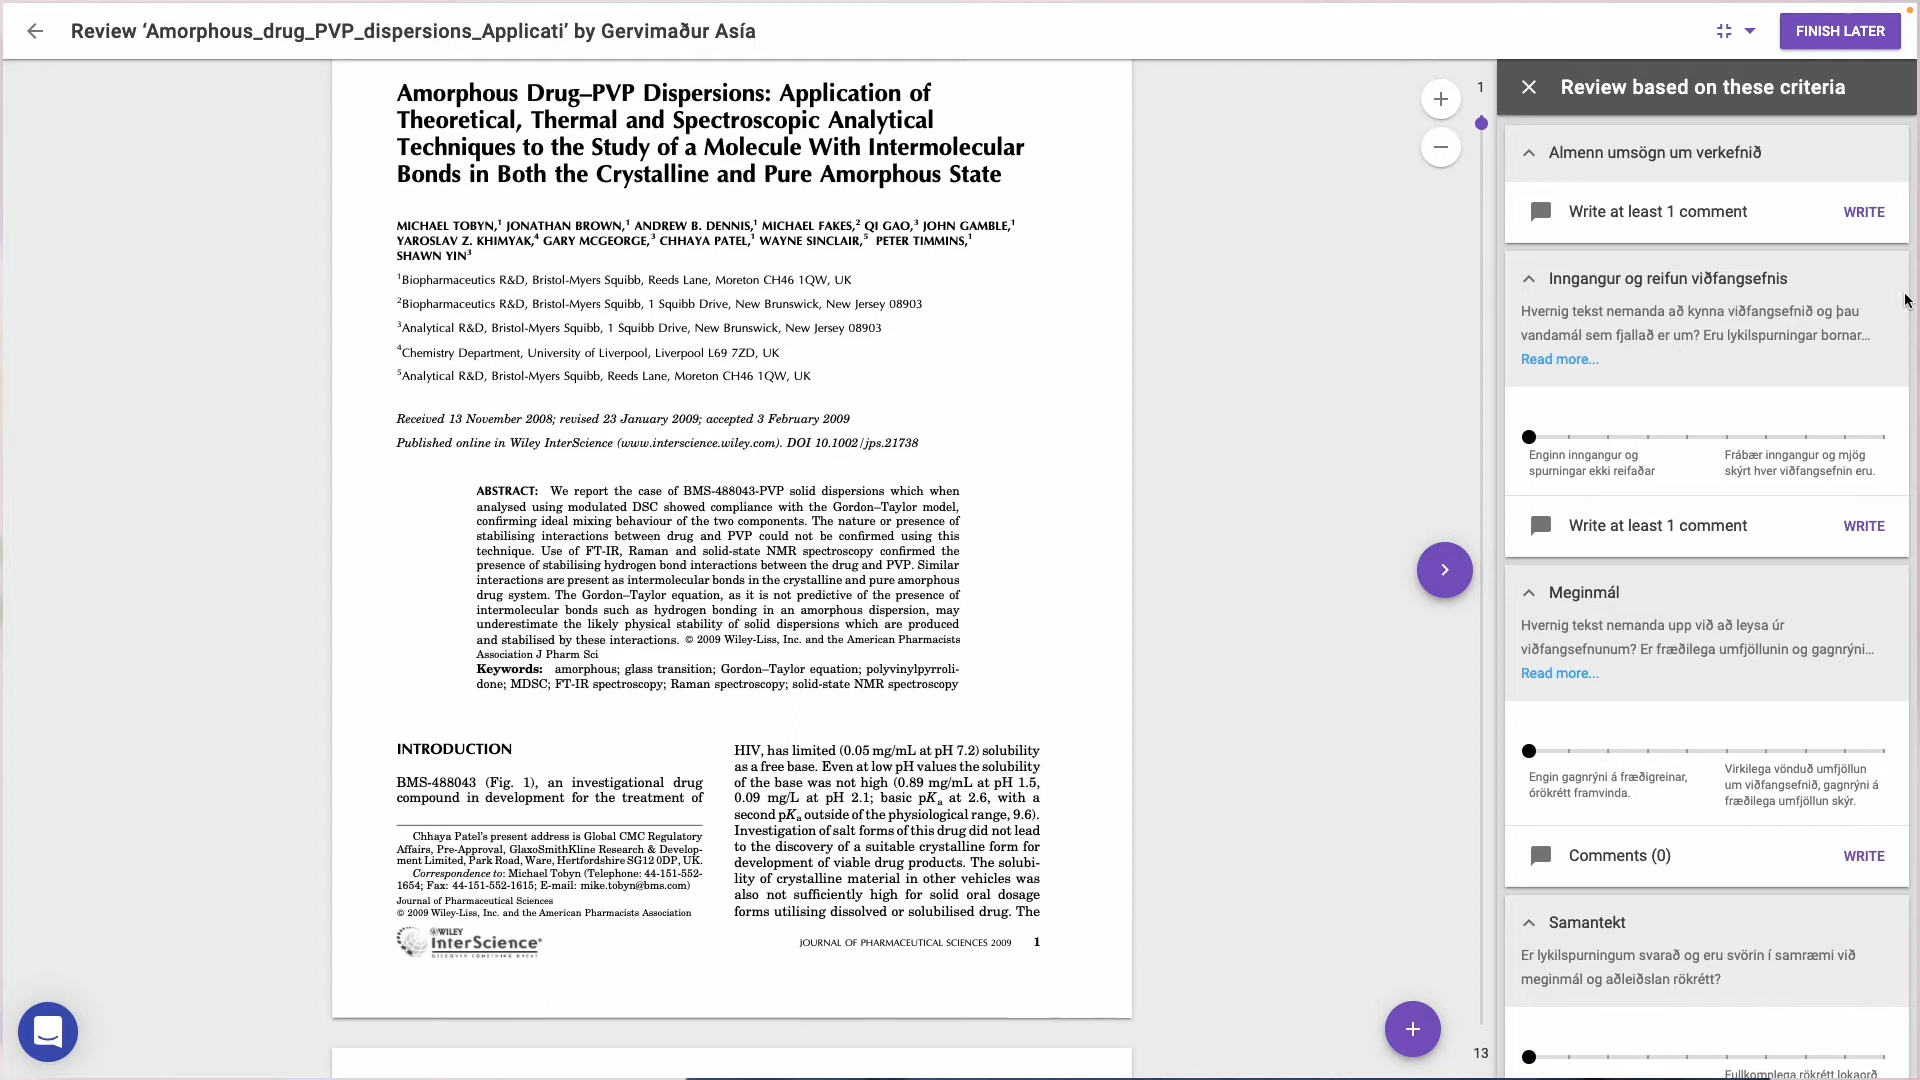 Review ‘Amorphous_drug_PVP_dispersions_Applicati’ by Gervimaður Asía
FINISH LATER
Amorphous Drug–PVP Dispersions: Application of
Theoretical, Thermal and Spectroscopic Analytical
Techniques to the Study of a Molecule With Intermolecular
Bonds in Both the Crystalline and Pure Amorphous State
MICHAEL TOBYN,¹ JONATHAN BROWN,¹ ANDREW B. DENNIS,¹ MICHAEL FAKES,² QI GAO,³ JOHN GAMBLE,¹
YAROSLAV Z. KHIMYAK,⁴ GARY MCGEORGE,³ CHHAYA PATEL,¹ WAYNE SINCLAIR,⁵ PETER TIMMINS,¹
SHAWN YIN³
¹Biopharmaceutics R&D, Bristol-Myers Squibb, Reeds Lane, Moreton CH46 1QW, UK
²Biopharmaceutics R&D, Bristol-Myers Squibb, 1 Squibb Drive, New Brunswick, New Jersey 08903
³Analytical R&D, Bristol-Myers Squibb, 1 Squibb Drive, New Brunswick, New Jersey 08903
⁴Chemistry Department, University of Liverpool, Liverpool L69 7ZD, UK
⁵Analytical R&D, Bristol-Myers Squibb, Reeds Lane, Moreton CH46 1QW, UK
Received 13 November 2008; revised 23 January 2009; accepted 3 February 2009
Published online in Wiley InterScience (www.interscience.wiley.com). DOI 10.1002/jps.21738
ABSTRACT: We report the case of BMS-488043-PVP solid dispersions which when
analysed using modulated DSC showed compliance with the Gordon–Taylor model,
confirming ideal mixing behaviour of the two components. The nature or presence of
stabilising interactions between drug and PVP could not be confirmed using this
technique. Use of FT-IR, Raman and solid-state NMR spectroscopy confirmed the
presence of stabilising hydrogen bond interactions between the drug and PVP. Similar
interactions are present as intermolecular bonds in the crystalline and pure amorphous
drug system. The Gordon–Taylor equation, as it is not predictive of the presence of
intermolecular bonds such as hydrogen bonding in an amorphous dispersion, may
underestimate the likely physical stability of solid dispersions which are produced
and stabilised by these interactions. © 2009 Wiley-Liss, Inc. and the American Pharmacists
Association J Pharm Sci
Keywords: amorphous; glass transition; Gordon–Taylor equation; polyvinylpyrroli-
done; MDSC; FT-IR spectroscopy; Raman spectroscopy; solid-state NMR spectroscopy
INTRODUCTION
BMS-488043 (Fig. 1), an investigational drug
compound in development for the treatment of
Chhaya Patel's present address is Global CMC Regulatory
Affairs, Pre-Approval, GlaxoSmithKline Research & Develop-
ment Limited, Park Road, Ware, Hertfordshire SG12 0DP, UK.
Correspondence to: Michael Tobyn (Telephone: 44-151-552-
1654; Fax: 44-151-552-1615; E-mail: mike.tobyn@bms.com)
Journal of Pharmaceutical Sciences
© 2009 Wiley-Liss, Inc. and the American Pharmacists Association
WILEY
InterScience®
DISCOVER SOMETHING GREAT
HIV, has limited (0.05 mg/mL at pH 7.2) solubility
as a free base. Even at low pH values the solubility
of the base was not high (0.89 mg/mL at pH 1.5,
0.09 mg/L at pH 2.1; basic pKa at 2.6, with a
second pKa outside of the physiological range, 9.6).
Investigation of salt forms of this drug did not lead
to the discovery of a suitable crystalline form for
development of viable drug products. The solubi-
lity of crystalline material in other vehicles was
also not sufficiently high for solid oral dosage
forms utilising dissolved or solubilised drug. The
JOURNAL OF PHARMACEUTICAL SCIENCES 2009 1
1
13
Review based on these criteria
Almenn umsögn um verkefnið
Write at least 1 comment WRITE
Inngangur og reifun viðfangsefnis
Hvernig tekst nemanda að kynna viðfangsefnið og þau
vandamál sem fjallað er um? Eru lykilspurningar bornar...
Read more...
Enginn inngangur og
spurningar ekki reifaðar
Frábær inngangur og mjög
skýrt hver viðfangsefnin eru.
Write at least 1 comment WRITE
Meginmál
Hvernig tekst nemanda upp við að leysa úr
viðfangsefnunum? Er fræðilega umfjöllunin og gagnrýni...
Read more...
Engin gagnrýni á fræðigreinar,
órökrétt framvinda.
Virkilega vönduð umfjöllun
um viðfangsefnið, gagnrýni á
fræðilega umfjöllun skýr.
Comments (0) WRITE
Samantekt
Er lykilspurningum svarað og eru svörin í samræmi við
meginmál og aðleiðslan rökrétt?
Fullkomlega rökrétt lokaorð